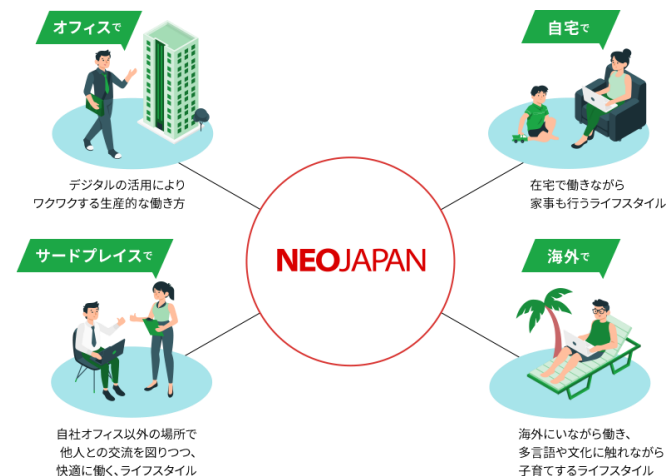 オフィスで
デジタルの活用により
ワクワクする生産的な働き方
自宅で
在宅で働きながら
家事も行うライフスタイル
NEOJAPAN
サードプレイスで
自社オフィス以外の場所で
他人との交流を図りつつ、
快適に働く、ライフスタイル
海外で
海外にいながら働き、
多言語や文化に触れながら
子育てするライフスタイル